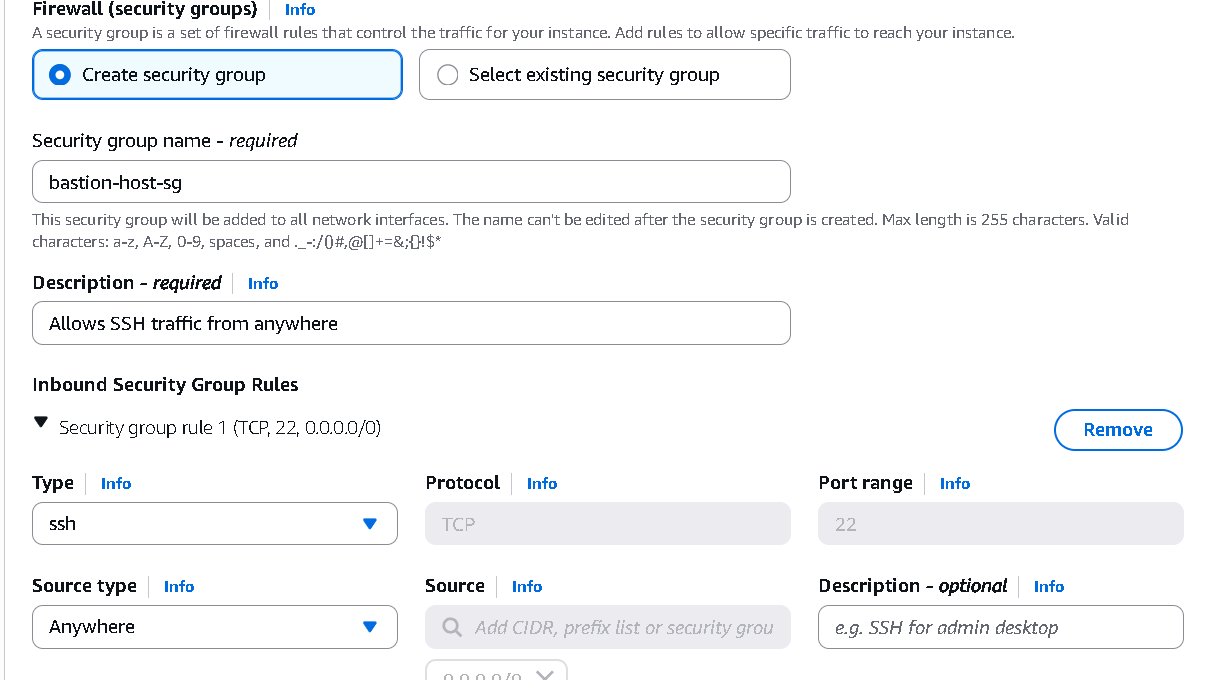 Firewall (security groups) Info
A security group is a set of firewall rules that control the traffic for your instance. Add rules to allow specific traffic to reach your instance.
Create security group Select existing security group
Security group name - required
bastion-host-sg
This security group will be added to all network interfaces. The name can't be edited after the security group is created. Max length is 255 characters. Valid
characters: a-z, A-Z, 0-9, spaces, and ._-:/()#,@[]+=&;{}!$*
Description - required Info
Allows SSH traffic from anywhere
Inbound Security Group Rules
Security group rule 1 (TCP, 22, 0.0.0.0/0)
Remove
Type Info Protocol Info Port range Info
ssh TCP 22
Source type Info Source Info Description - optional Info
Anywhere Add CIDR, prefix list or security grou e.g. SSH for admin desktop
0.0.0.0/0